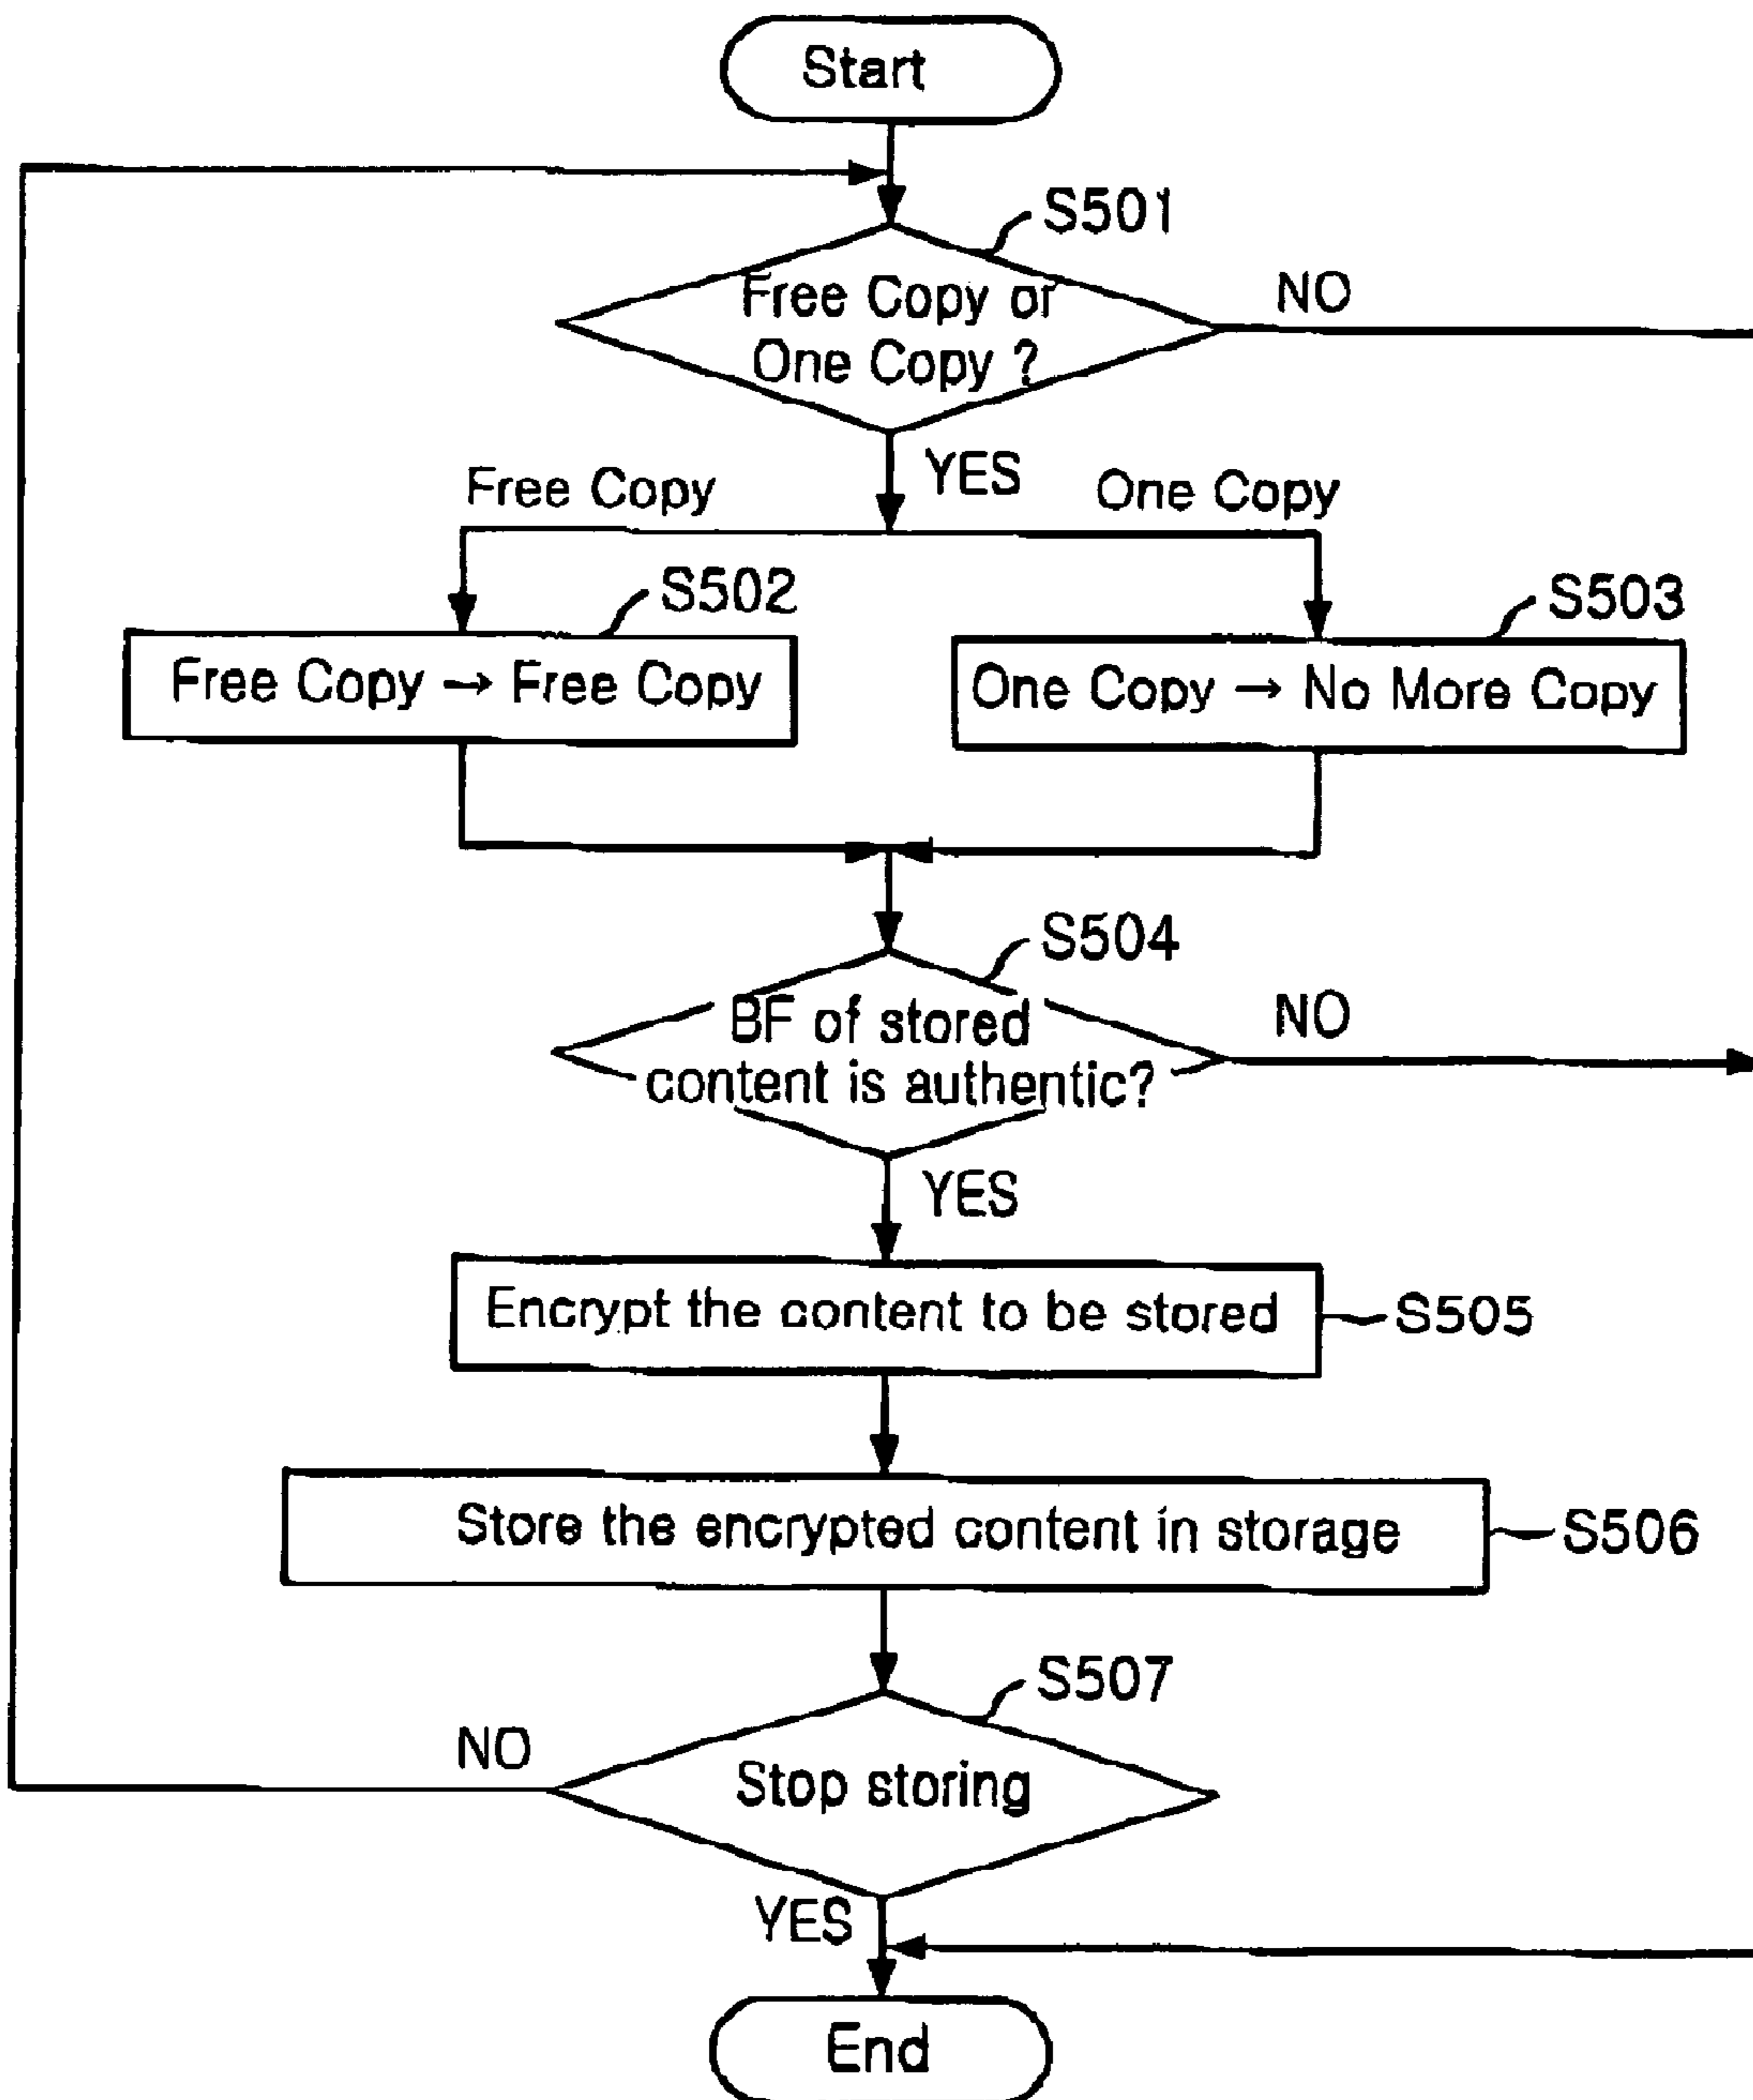 Start
S501
Free Copy or
One Copy ?
NO
YES
Free Copy
One Copy
S502
S503
Free Copy → Free Copy
One Copy → No More Copy
S504
BF of stored
content is authentic?
NO
YES
Encrypt the content to be stored
S505
Store the encrypted content in storage
S506
S507
NO
Stop storing
YES
End